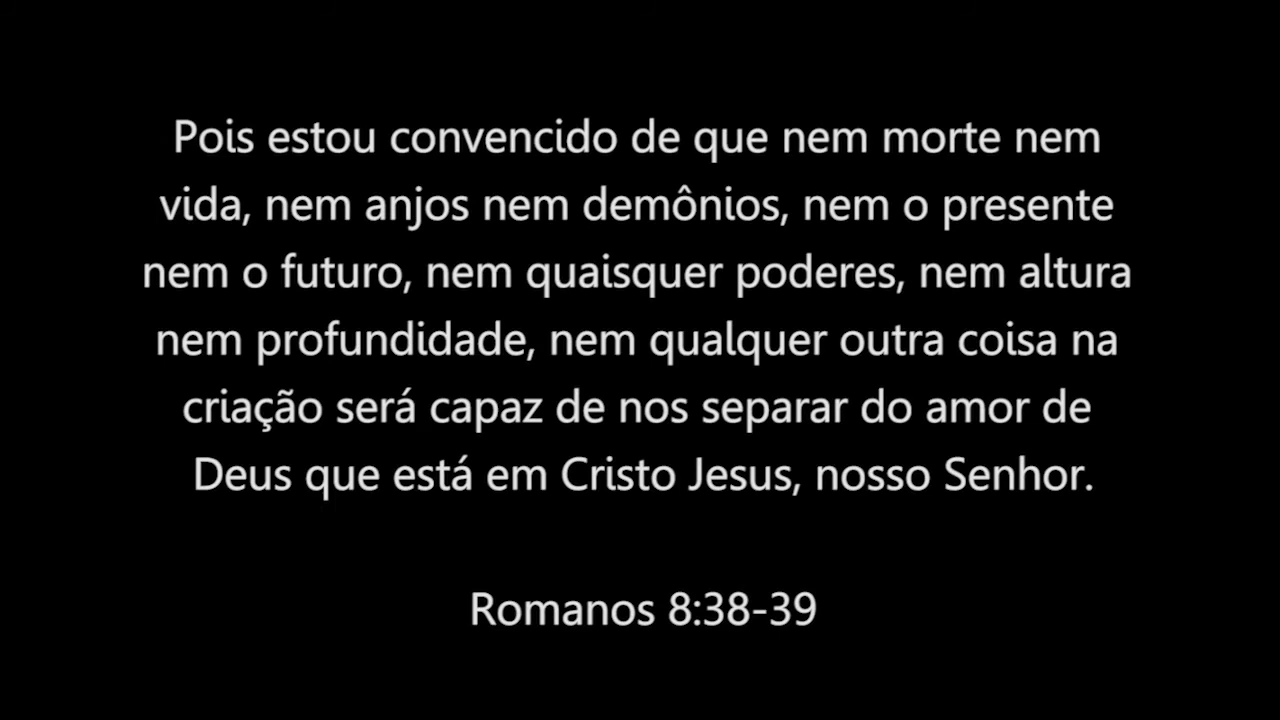 Pois estou convencido de que nem morte nem
vida, nem anjos nem demônios, nem o presente
nem o futuro, nem quaisquer poderes, nem altura
nem profundidade, nem qualquer outra coisa na
criação será capaz de nos separar do amor de
Deus que está em Cristo Jesus, nosso Senhor.
Romanos 8:38-39